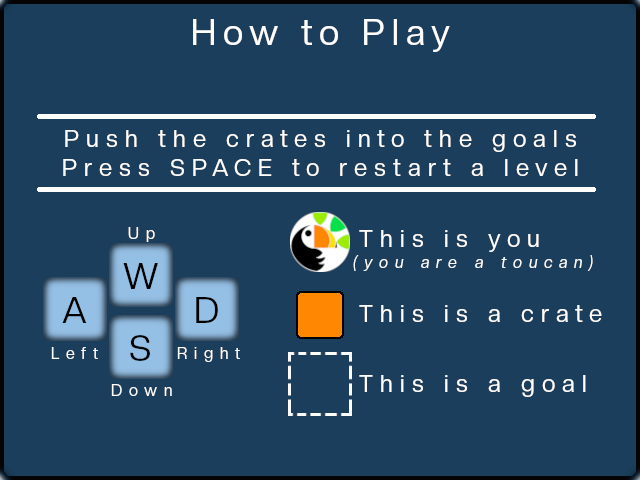 How to Play
Push the crates into the goals
Press SPACE to restart a level
Up
W
A
D
S
Left
Right
Down
This is you
(you are a toucan)
This is a crate
This is a goal